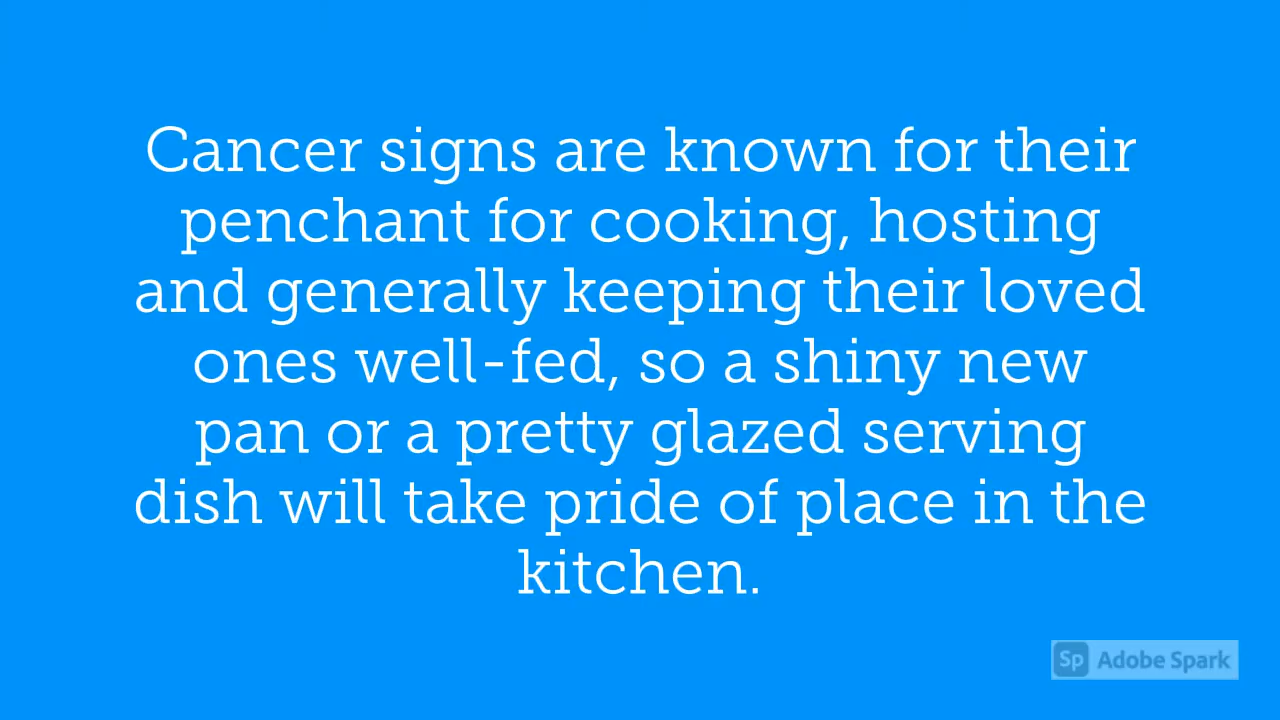 Cancer signs are known for their
penchant for cooking, hosting
and generally keeping their loved
ones well-fed, so a shiny new
pan or a pretty glazed serving
dish will take pride of place in the
kitchen.
Sp Adobe Spark